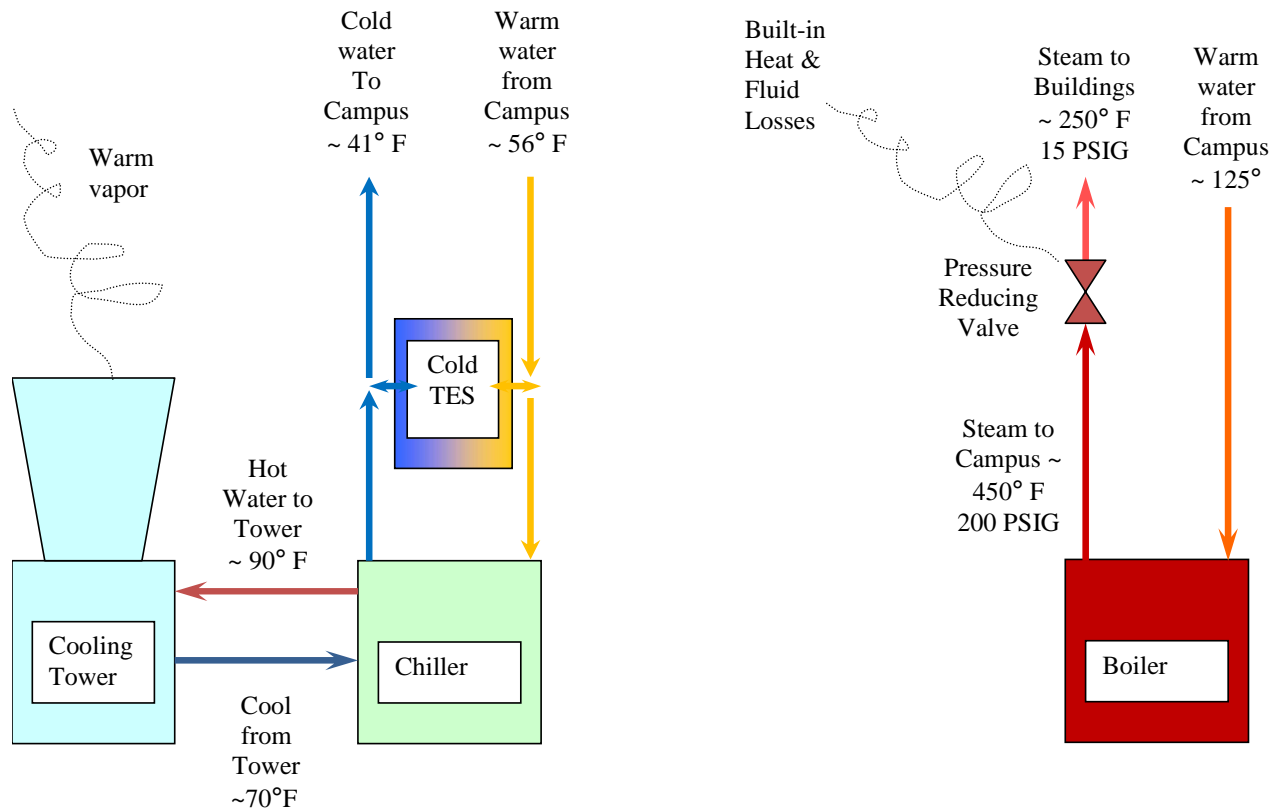 Cold
water
To
Campus
~ 41° F
Warm
water
from
Campus
~ 56° F
Built-in
Heat &
Fluid
Losses
Steam to
Buildings
~ 250° F
15 PSIG
Warm
water
from
Campus
~ 125°
Warm
vapor
Pressure
Reducing
Valve
Cold
TES
Steam to
Campus ~
450° F
200 PSIG
Hot
Water to
Tower
~ 90° F
Cooling
Tower
Chiller
Boiler
Cool
from
Tower
~70°F